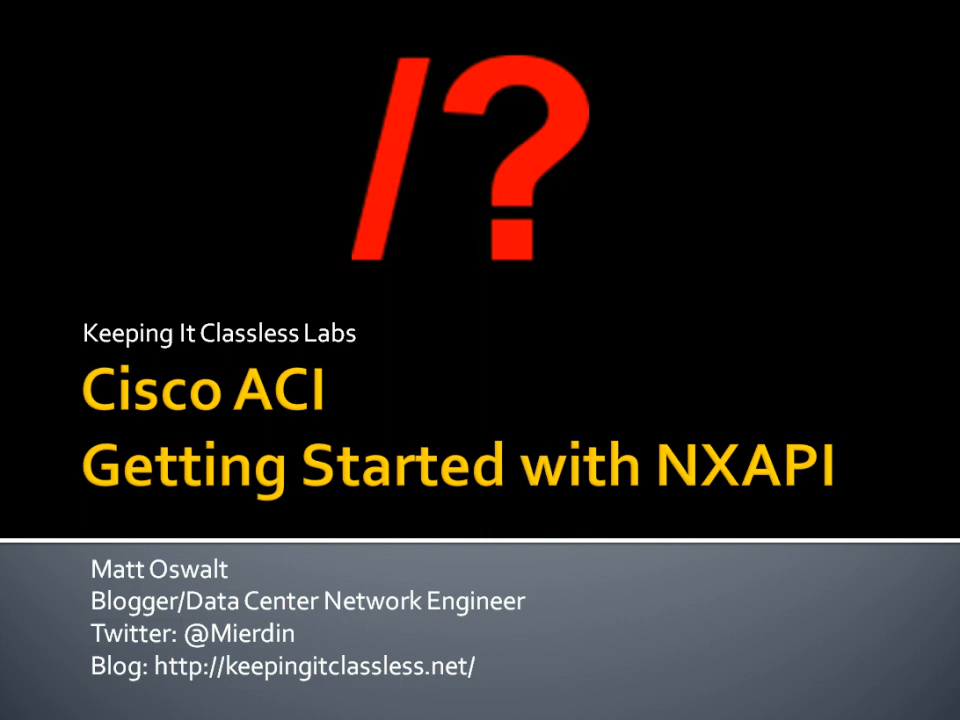 /?
Keeping It Classless Labs
Cisco ACI
Getting Started with NXAPI
Matt Oswalt
Blogger/Data Center Network Engineer
Twitter: @Mierdin
Blog: http://keepingitclassless.net/